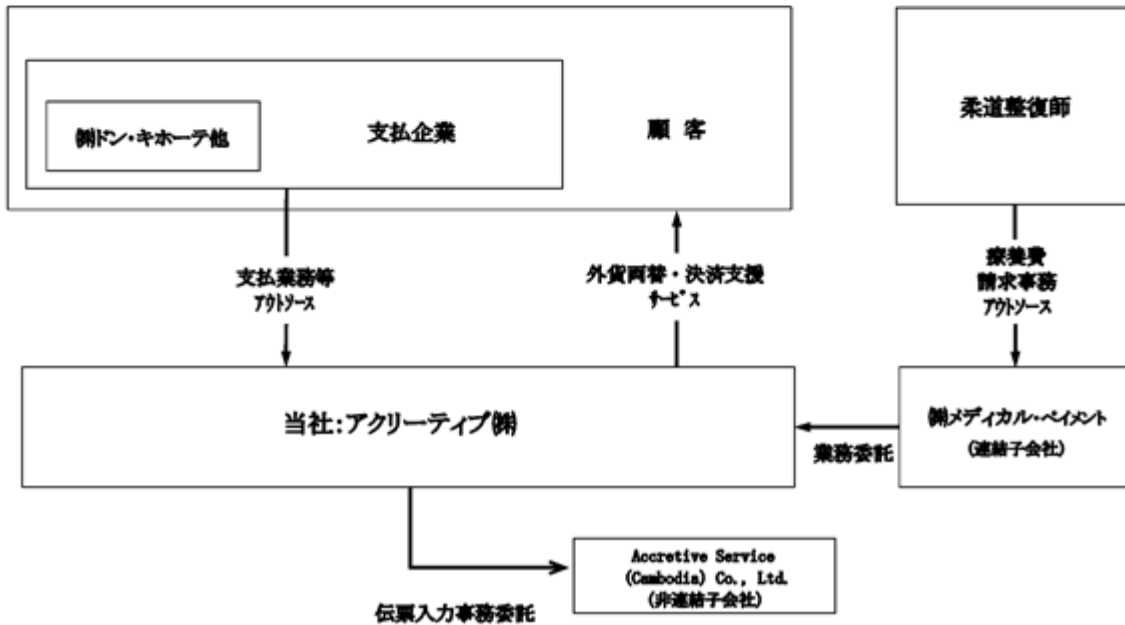 ㈱ドン・キホーテ他
支払企業
顧 客
柔道整復師
支払業務等
ｱｳﾄｿｰｽ
外貨両替・決済支援
ｻｰﾋﾞｽ
療養費
請求事務
ｱｳﾄｿｰｽ
当社：アクリーティブ㈱
業務委託
㈱メディカル・ペイメント
(連結子会社)
Accretive Service
(Cambodia) Co., Ltd.
(非連結子会社)
伝票入力事務委託